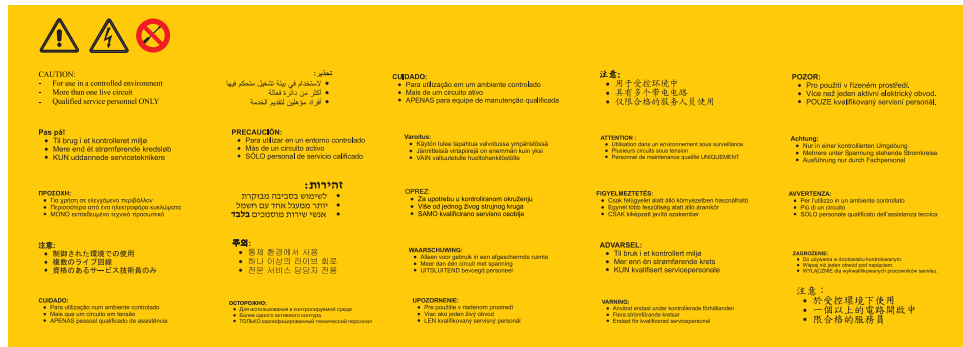 CAUTION:
- For use in a controlled environment
- More than one live circuit
- Qualified service personnel ONLY
تحذير:
• لاستخدام في بيئة تشغيل متحكم فيها
• أكثر من دائرة فعالة
• أفراد مؤهلين لتقديم الخدمة
CUIDADO:
• Para utilização em um ambiente controlado
• Mais de um circuito ativo
• APENAS para equipe de manutenção qualificada
注意:
• 用于受控环境中
• 具有多个带电电路
• 仅限合格的服务人员使用
POZOR:
• Pro použití v řízeném prostředí.
• Více než jeden aktivní elektrický obvod.
• POUZE kvalifikovaný servisní personál.
Pas på!
• Til brug i et kontrolleret miljø
• Mere end ét strømførende kredsløb
• KUN uddannede serviceteknikere
PRECAUCIÓN:
• Para utilizar en un entorno controlado
• Más de un circuito activo
• SÓLO personal de servicio calificado
Varoitus:
• Käytön tulee tapahtua valvotussa ympäristössä
• Jännitteisiä virtapiirejä on enemmän kuin yksi
• VAIN valtuutetulle huoltohenkilöstölle
ATTENTION :
• Utilisation dans un environnement sous surveillance
• Plusieurs circuits sous tension
• Personnel de maintenance qualifié UNIQUEMENT
Achtung:
• Nur in einer kontrollierten Umgebung
• Mehrere unter Spannung stehende Stromkreise
• Ausführung nur durch Fachpersonal
ΠΡΟΣΟΧΗ:
• Για χρήση σε ελεγχόμενο περιβάλλον
• Περισσότερα από ένα ηλεκτροφόρα κυκλώματα
• ΜΟΝΟ εκπαιδευμένο τεχνικό προσωπικό
זהירות:
• לשימוש בסביבה מבוקרת
• יותר ממעגל אחד עם חשמל
• אנשי שירות מוסמכים בלבד
OPREZ:
• Za upotrebu u kontroliranom okruženju
• Više od jednog živog strujnog kruga
• SAMO kvalificirano servisno osoblje
FIGYELMEZTETÉS:
• Csak felügyelet alatt álló környezetben használható
• Egynél több feszültség alatt álló áramkör
• CSAK kiképzett javító szakember
AVVERTENZA:
• Per l'utilizzo in un ambiente controllato
• Più di un circuito
• SOLO personale qualificato dell'assistenza tecnica
注意:
• 制御された環境での使用
• 複数のライブ回線
• 資格のあるサービス技術員のみ
주의:
• 통제 환경에서 사용
• 하나 이상의 라이브 회로
• 전문 서비스 담당자 전용
WAARSCHUWING:
• Alleen voor gebruik in een afgeschermde ruimte
• Meer dan één circuit met spanning
• UITSLUITEND bevoegd personeel
ADVARSEL:
• Til bruk i et kontrollert miljø
• Mer enn én strømførende krets
• KUN kvalifisert servicepersonale
ZAGROŻENIE:
• Do używania w środowisku kontrolowanym.
• Więcej niż jeden obwód pod napięciem.
• WYŁĄCZNIE dla wykwalifikowanych pracowników serwisu.
CUIDADO:
• Para utilização num ambiente controlado
• Mais que um circuito em tensão
• APENAS pessoal qualificado de assistência
ОСТОРОЖНО:
• Для использования в контролируемой среде
• Более одного активного контура
• ТОЛЬКО квалифицированный технический персонал
UPOZORNENIE:
• Pre použitie v riadenom prostredí
• Viac ako jeden živý obvod
• LEN kvalifikovaný servisný personál
VARNING:
• Använd endast under kontrollerade förhållanden
• Flera strömförande kretsar
• Endast för kvalificerad servicepersonal
注意：
• 於受控環境下使用
• 一個以上的電路開啟中
• 限合格的服務員